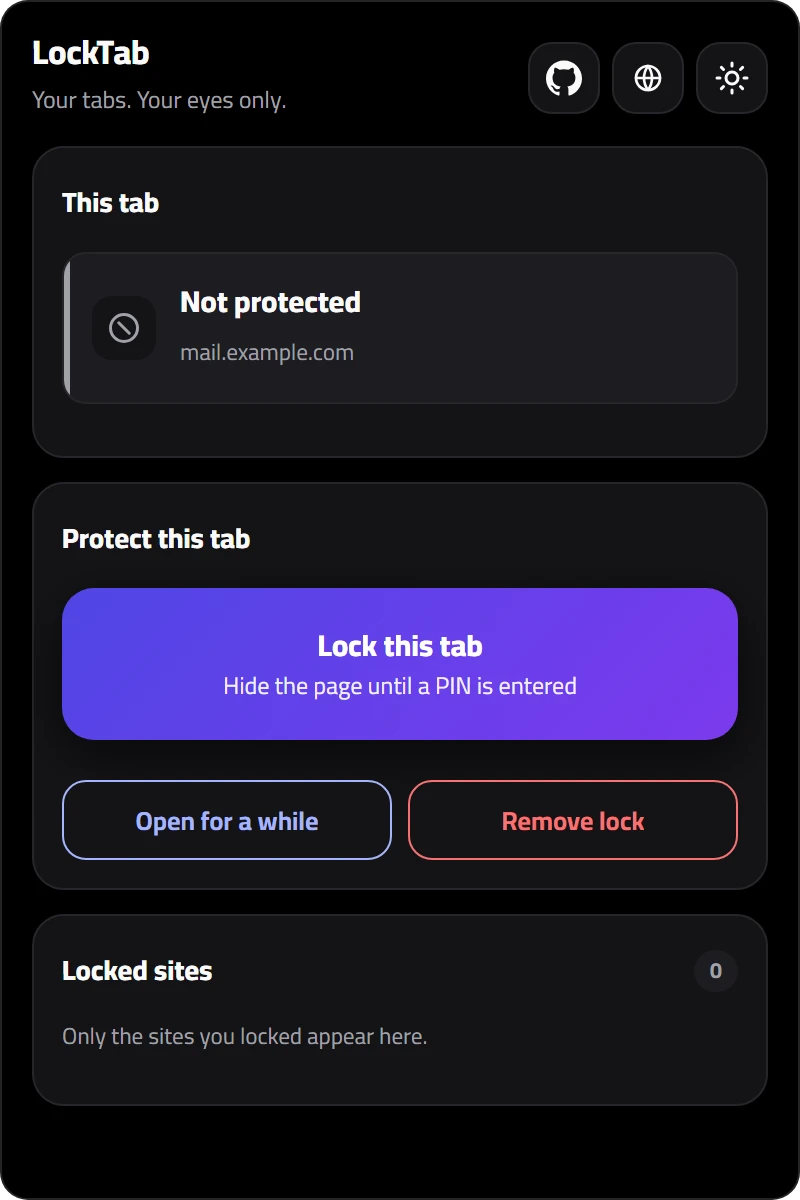 LockTab
Your tabs. Your eyes only.
This tab
Not protected
mail.example.com
Protect this tab
Lock this tab
Hide the page until a PIN is entered
Open for a while
Remove lock
Locked sites
0
Only the sites you locked appear here.